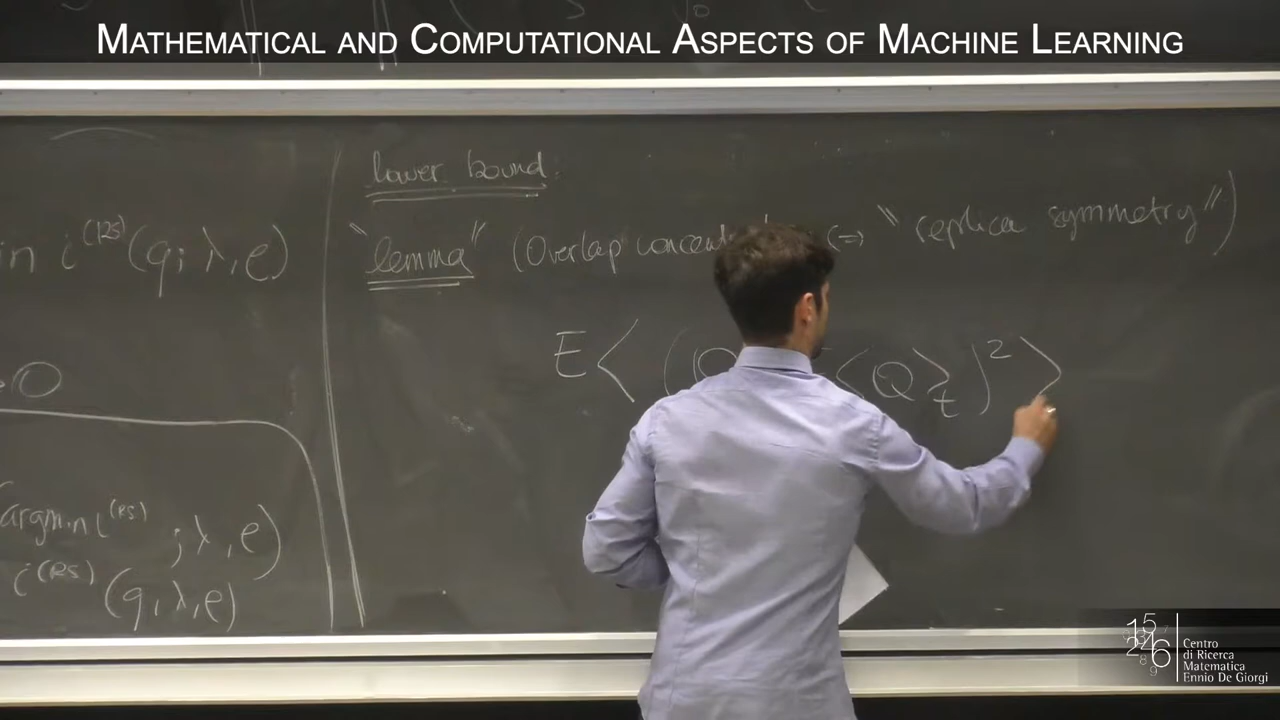 MATHEMATICAL AND COMPUTATIONAL ASPECTS OF MACHINE LEARNING
lower bound:
"lemma" (Overlap concent ⇔ "replica symmetry")
in i^(RS)(q; λ, e)
E⟨(Q ⟨Q⟩_t)²⟩
argmin i^(RS) ; λ, e)
i^(RS)(q, λ, e)
Centro
di Ricerca
Matematica
Ennio De Giorgi